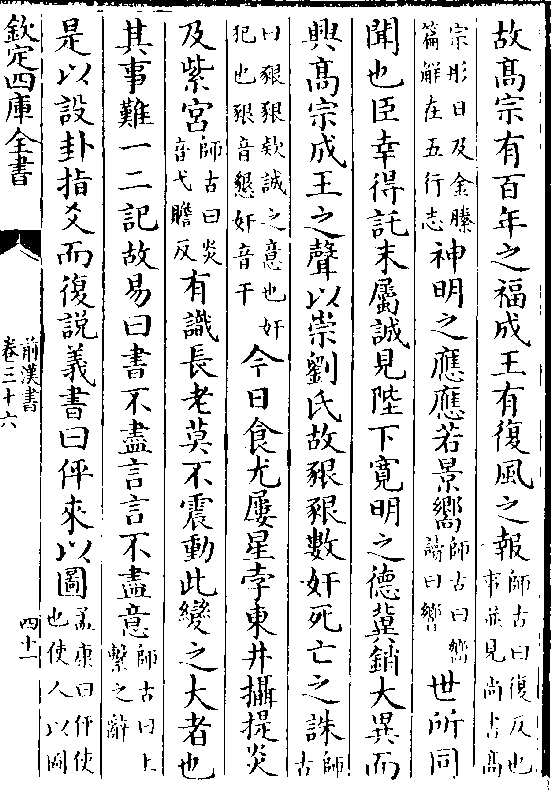 故髙宗有百年之福成王有復風之報師古曰復反也事並見尚書髙
宗肜日及金縢篇解在五行志神明之應應若景嚮師古曰嚮讀曰響世所同
聞也臣幸得託末屬誠見陛下寛明之德冀銷大異而
興髙宗成王之聲以崇劉氏故豤豤數奸死亡之誅師古
曰豤豤欵誠之意也奸犯也豤音懇奸音干今日食尤屢星孛東井攝提炎
及紫宮師古曰炎音弋贍反有識長老莫不震動此變之大者也
其事難一二記故易曰書不盡言言不盡意師古曰上繫之辭
是以設卦指爻而復說義書曰伻來以圖孟康曰伻使也使人以圖
欽定四庫全書
前漢書
卷三十六
四十一